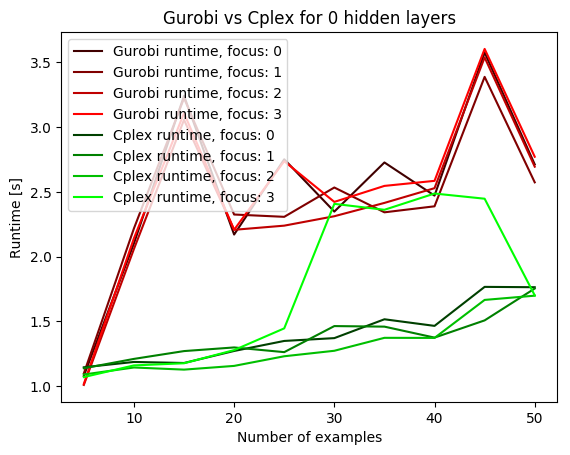 Gurobi vs Cplex for 0 hidden layers
Gurobi runtime, focus: 0
Gurobi runtime, focus: 1
Gurobi runtime, focus: 2
Gurobi runtime, focus: 3
Cplex runtime, focus: 0
Cplex runtime, focus: 1
Cplex runtime, focus: 2
Cplex runtime, focus: 3
Runtime [s]
3.5
3.0
2.5
2.0
1.5
1.0
10
20
30
40
50
Number of examples